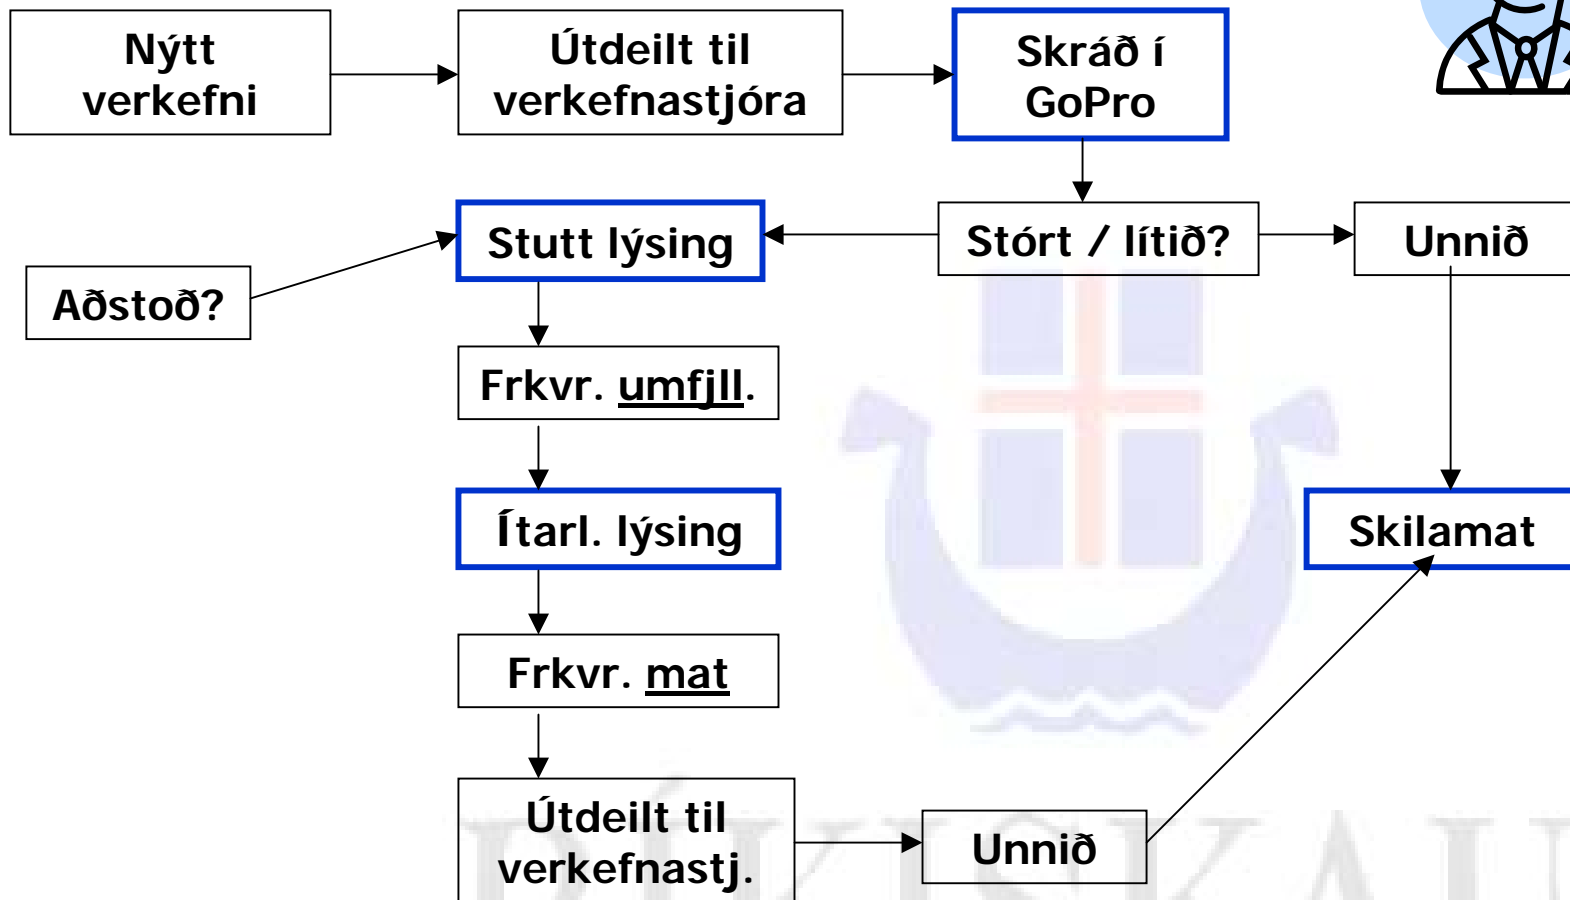 Nýtt
verkefni
Útdeilt til
verkefnastjóra
Skráð í
GoPro
Stutt lýsing
Stórt / lítið?
Unnið
Aðstoð?
Frkvr. umfjll.
Ítarl. lýsing
Skilamat
Frkvr. mat
Útdeilt til
verkefnastj.
Unnið
RÍKISKAU